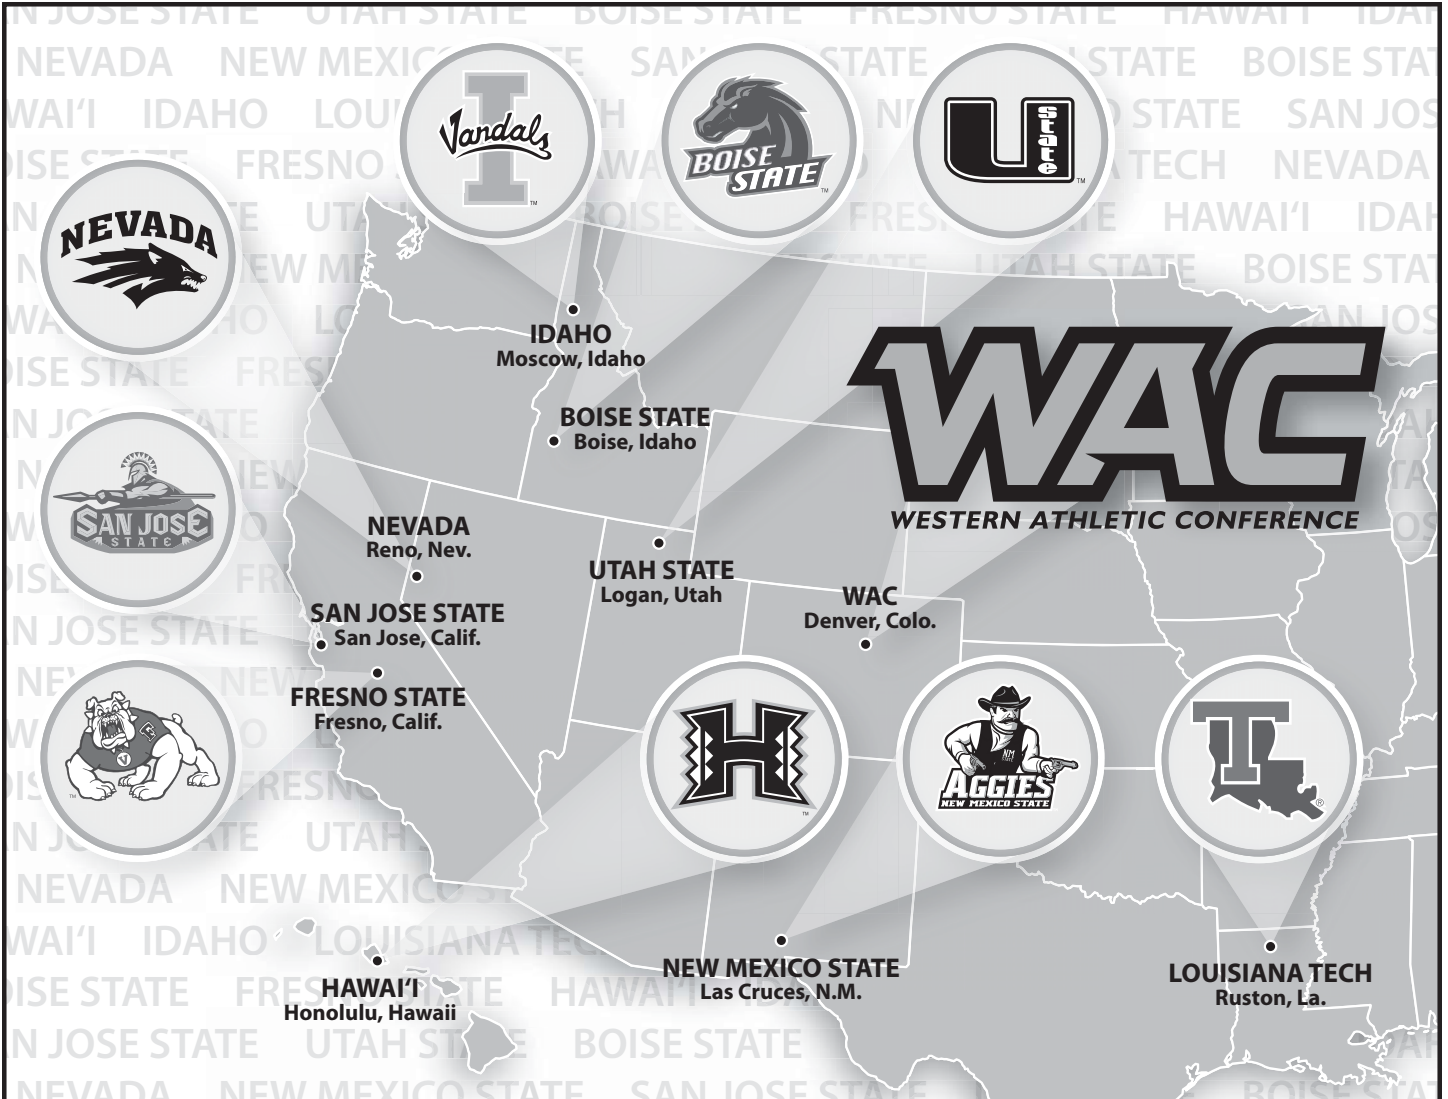 Vandals
BOISE
STATE
U
State
NEVADA
IDAHO
Moscow, Idaho
WAC
WESTERN ATHLETIC CONFERENCE
BOISE STATE
Boise, Idaho
SAN JOSE
STATE
NEVADA
Reno, Nev.
UTAH STATE
Logan, Utah
WAC
Denver, Colo.
SAN JOSE STATE
San Jose, Calif.
FRESNO STATE
Fresno, Calif.
V
H
NM
AGGIES
NEW MEXICO STATE
T
HAWAI‘I
Honolulu, Hawaii
NEW MEXICO STATE
Las Cruces, N.M.
LOUISIANA TECH
Ruston, La.